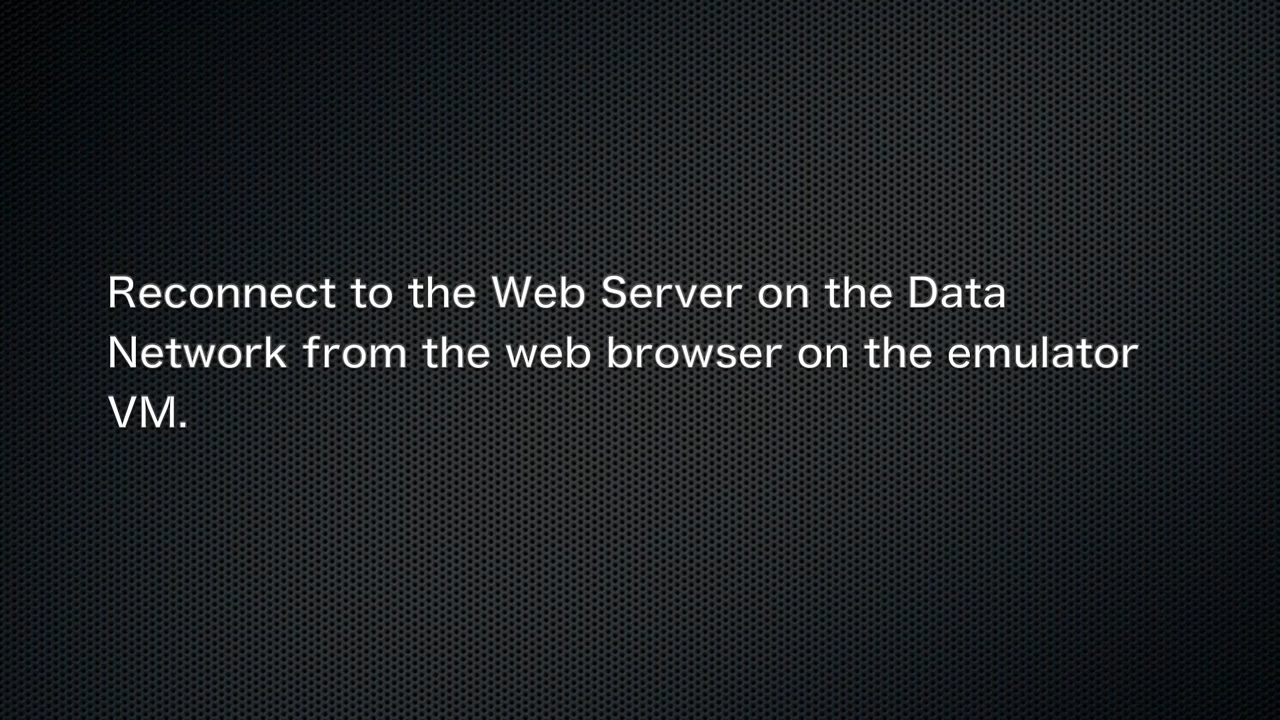 Reconnect to the Web Server on the Data
Network from the web browser on the emulator
VM.